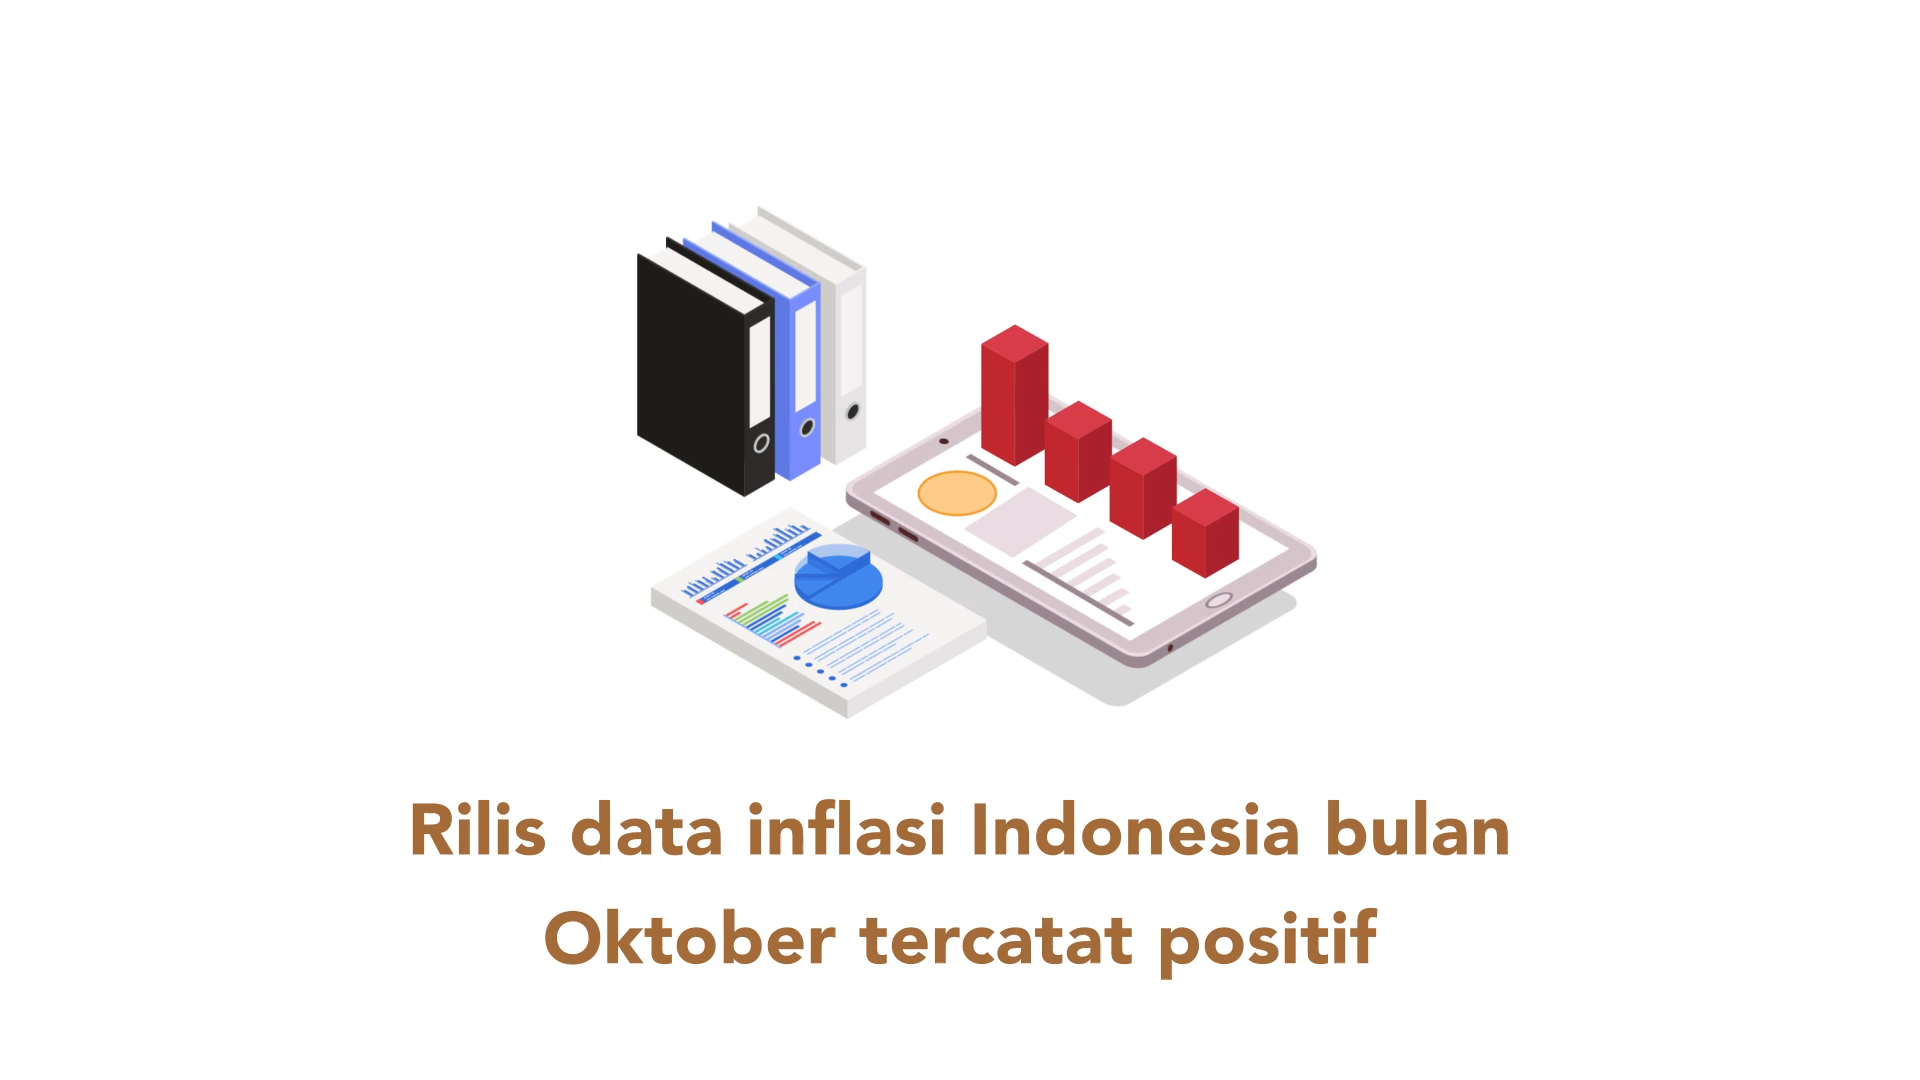 Rilis data inflasi Indonesia bulan
Oktober tercatat positif